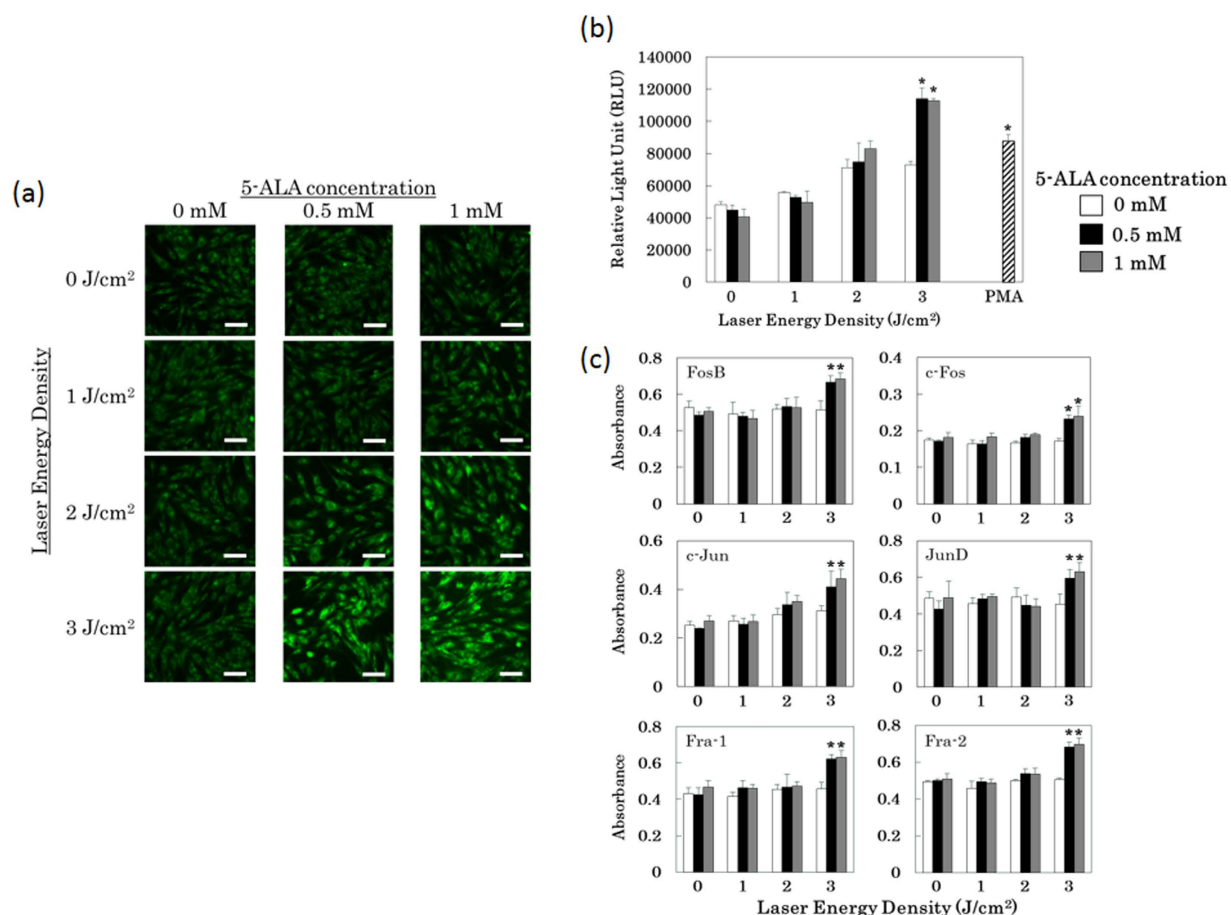 (a)
5-ALA concentration
0 mM 0.5 mM 1 mM
Laser Energy Density
0 J/cm²
1 J/cm²
2 J/cm²
3 J/cm²
(b)
Relative Light Unit (RLU)
140000
120000
100000
80000
60000
40000
20000
0
* * *
0 1 2 3 PMA
Laser Energy Density (J/cm²)
5-ALA concentration
0 mM
0.5 mM
1 mM
(c)
Absorbance
0.8
0.6
0.4
0.2
0
FosB
**
0 1 2 3
0.4
0.3
0.2
0.1
0
c-Fos
* *
0 1 2 3
Absorbance
0.6
0.4
0.2
0
c-Jun
**
0 1 2 3
0.8
0.6
0.4
0.2
0
JunD
**
0 1 2 3
Absorbance
0.8
0.6
0.4
0.2
0
Fra-1
**
0 1 2 3
0.8
0.6
0.4
0.2
0
Fra-2
**
0 1 2 3
Laser Energy Density (J/cm²)